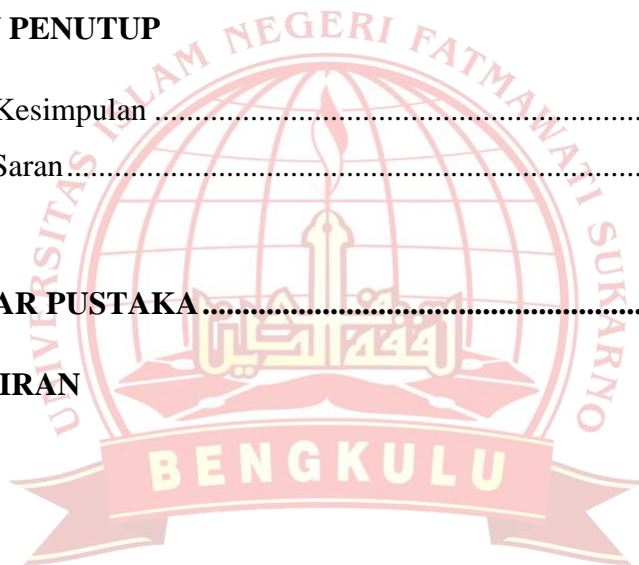 PENUTUP
Kesimpulan ................................................................
Saran ................................................................
AR PUSTAKA ................................................................
IRAN
UNIVERSITAS ISLAM NEGERI FATMAWATI SUKARNO
BENGKULU